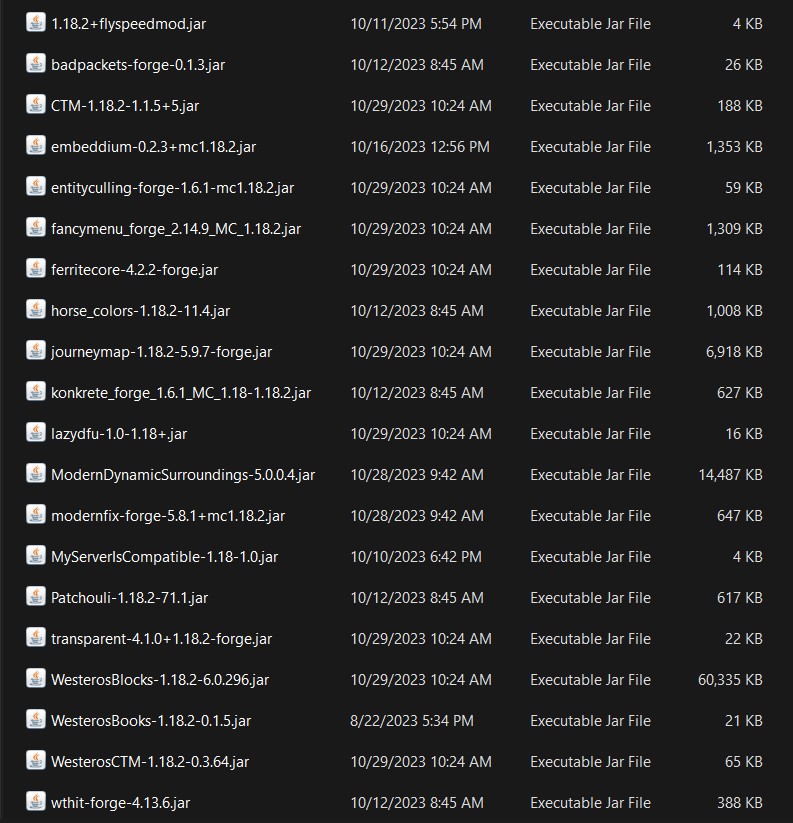 1.18.2+flyspeedmod.jar 10/11/2023 5:54 PM Executable Jar File 4 KB
badpackets-forge-0.1.3.jar 10/12/2023 8:45 AM Executable Jar File 26 KB
CTM-1.18.2-1.1.5+5.jar 10/29/2023 10:24 AM Executable Jar File 188 KB
embeddium-0.2.3+mc1.18.2.jar 10/16/2023 12:56 PM Executable Jar File 1,353 KB
entityculling-forge-1.6.1-mc1.18.2.jar 10/29/2023 10:24 AM Executable Jar File 59 KB
fancymenu_forge_2.14.9_MC_1.18.2.jar 10/29/2023 10:24 AM Executable Jar File 1,309 KB
ferritecore-4.2.2-forge.jar 10/29/2023 10:24 AM Executable Jar File 114 KB
horse_colors-1.18.2-11.4.jar 10/12/2023 8:45 AM Executable Jar File 1,008 KB
journeymap-1.18.2-5.9.7-forge.jar 10/29/2023 10:24 AM Executable Jar File 6,918 KB
konkrete_forge_1.6.1_MC_1.18-1.18.2.jar 10/12/2023 8:45 AM Executable Jar File 627 KB
lazydfu-1.0-1.18+.jar 10/29/2023 10:24 AM Executable Jar File 16 KB
ModernDynamicSurroundings-5.0.0.4.jar 10/28/2023 9:42 AM Executable Jar File 14,487 KB
modernfix-forge-5.8.1+mc1.18.2.jar 10/28/2023 9:42 AM Executable Jar File 647 KB
MyServerIsCompatible-1.18-1.0.jar 10/10/2023 6:42 PM Executable Jar File 4 KB
Patchouli-1.18.2-71.1.jar 10/12/2023 8:45 AM Executable Jar File 617 KB
transparent-4.1.0+1.18.2-forge.jar 10/29/2023 10:24 AM Executable Jar File 22 KB
WesterosBlocks-1.18.2-6.0.296.jar 10/29/2023 10:24 AM Executable Jar File 60,335 KB
WesterosBooks-1.18.2-0.1.5.jar 8/22/2023 5:34 PM Executable Jar File 21 KB
WesterosCTM-1.18.2-0.3.64.jar 10/29/2023 10:24 AM Executable Jar File 65 KB
wthit-forge-4.13.6.jar 10/12/2023 8:45 AM Executable Jar File 388 KB